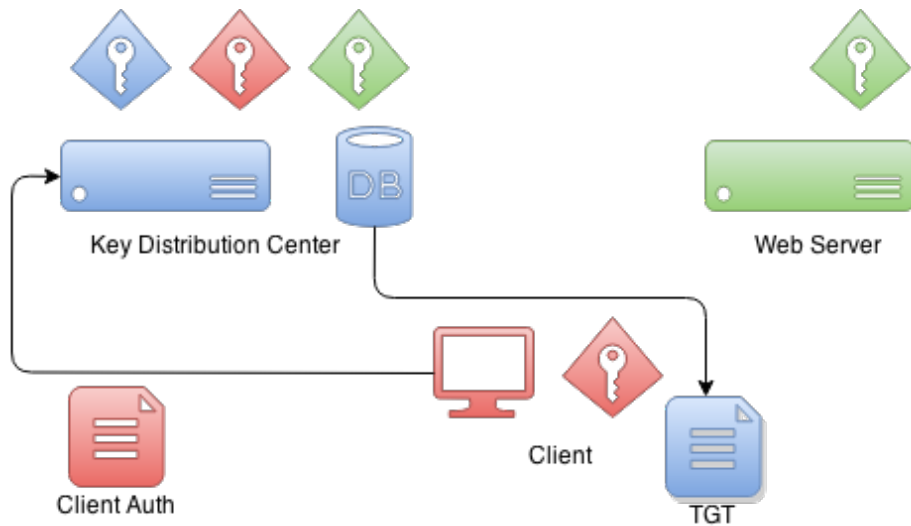 DB
Key Distribution Center
Web Server
Client
Client Auth
TGT